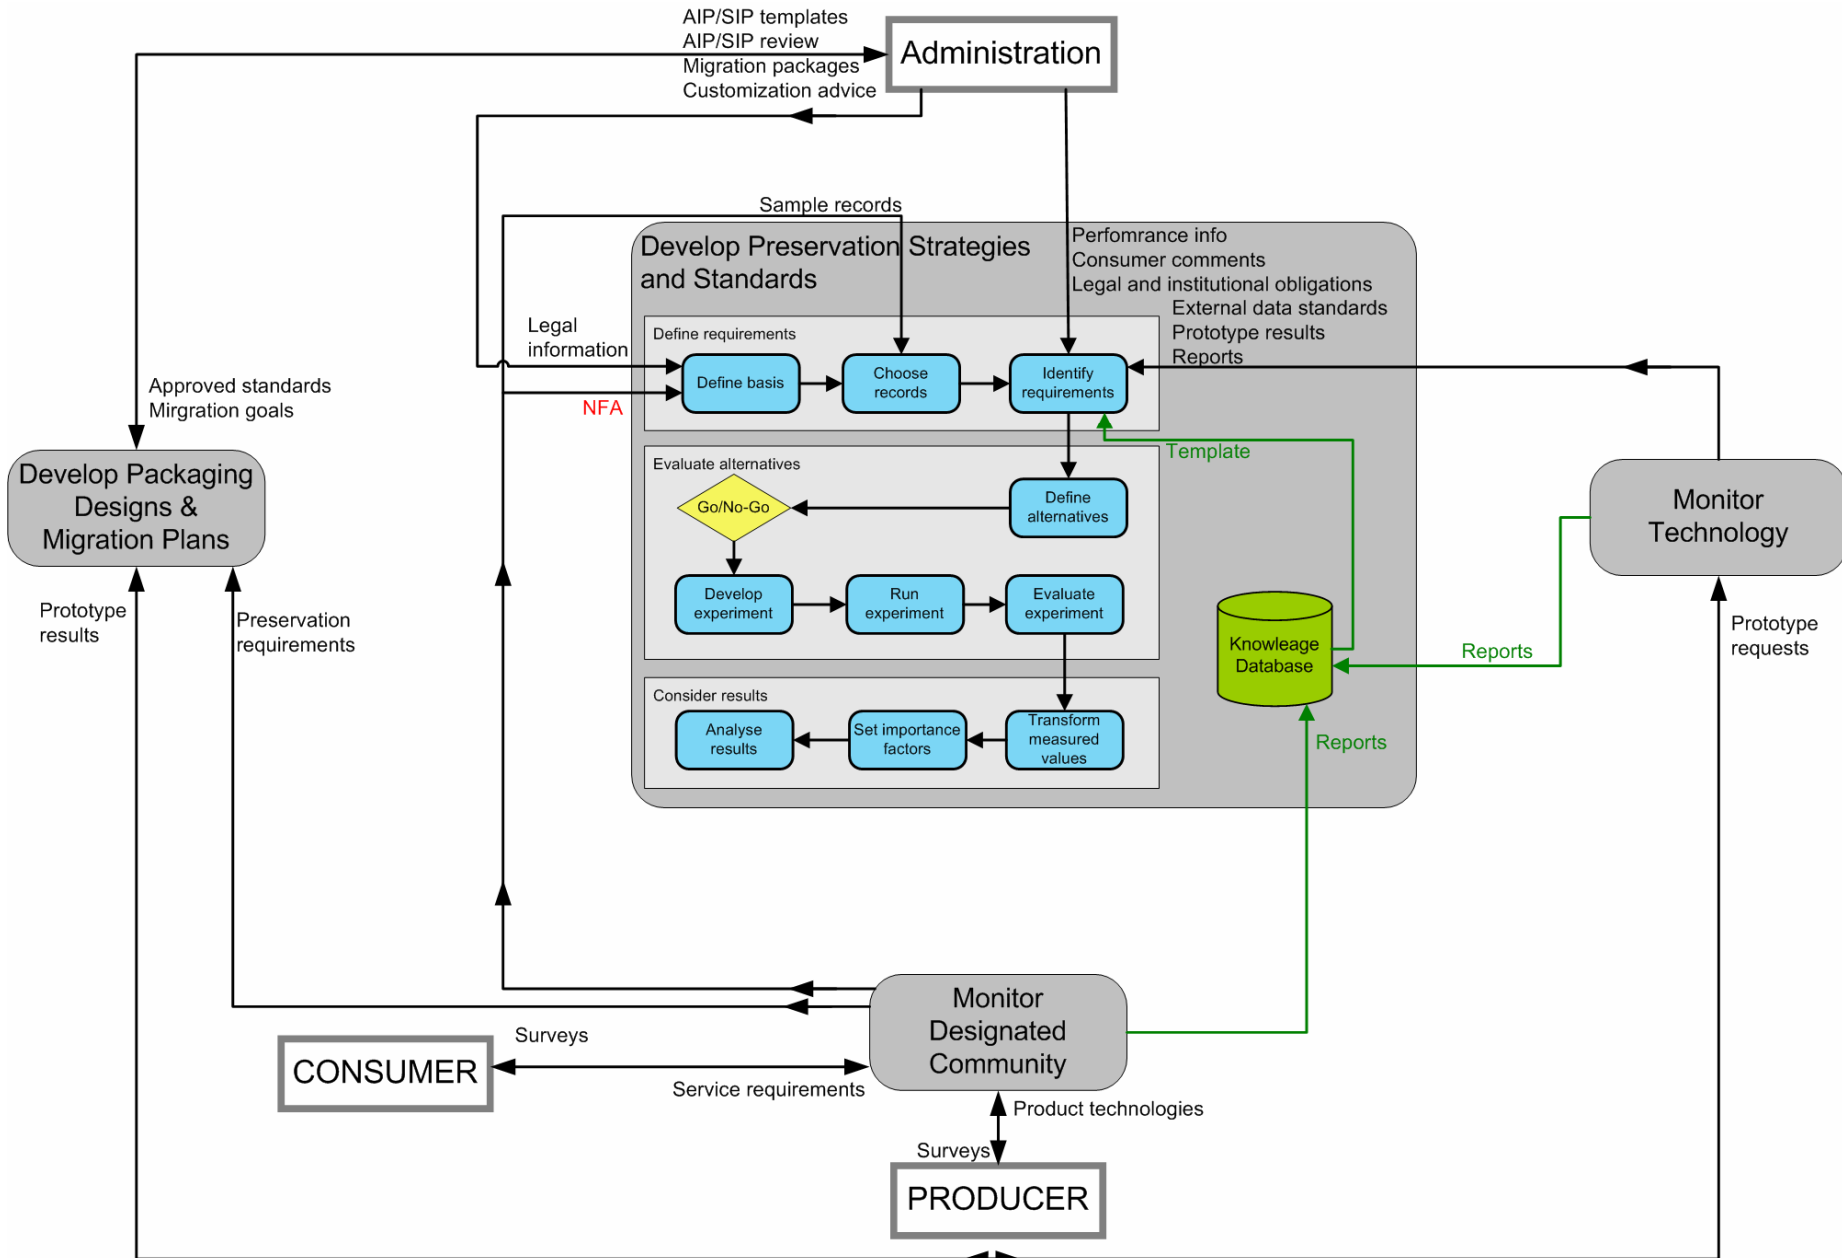 AIP/SIP templates
AIP/SIP review
Migration packages
Customization advice
Administration
Sample records
Develop Preservation Strategies
and Standards
Perfomrance info
Consumer comments
Legal and institutional obligations
External data standards
Prototype results
Reports
Legal
information
NFA
Define requirements
Define basis
Choose
records
Identify
requirements
Template
Approved standards
Mirgration goals
Develop Packaging
Designs &
Migration Plans
Prototype
results
Preservation
requirements
Evaluate alternatives
Go/No-Go
Define
alternatives
Develop
experiment
Run
experiment
Evaluate
experiment
Knowleage
Database
Reports
Monitor
Technology
Prototype
requests
Consider results
Analyse
results
Set importance
factors
Transform
measured
values
Reports
Monitor
Designated
Community
Surveys
CONSUMER
Service requirements
Product technologies
Surveys
PRODUCER